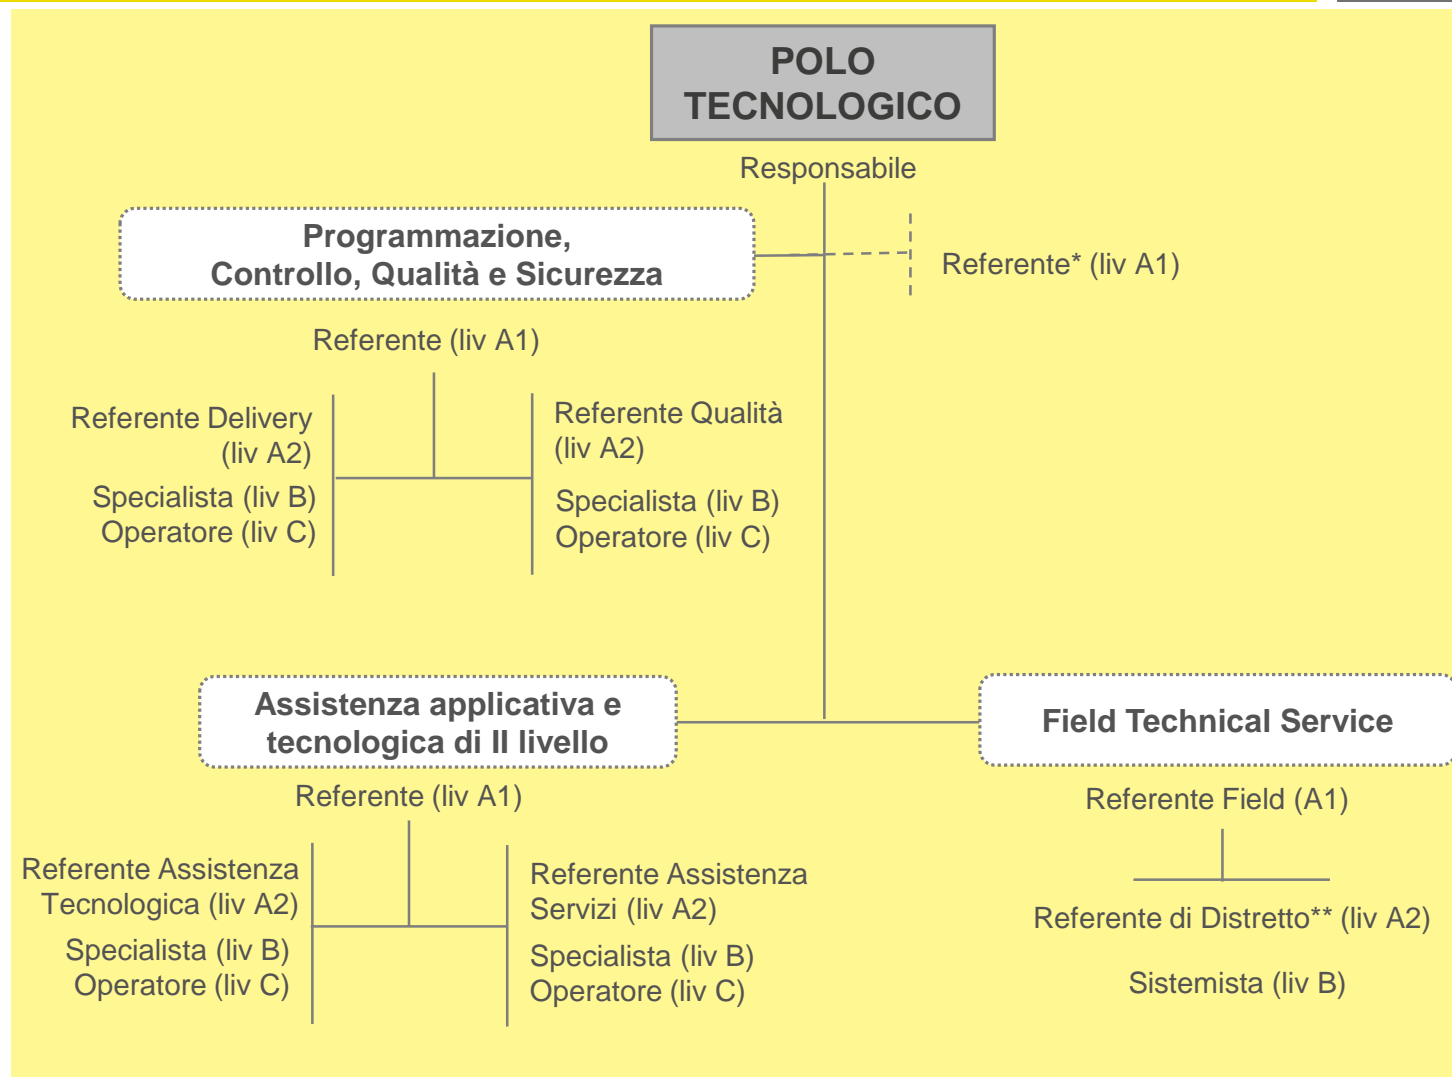 POLO
TECNOLOGICO
Responsabile
Programmazione,
Controllo, Qualità e Sicurezza
Referente* (liv A1)
Referente (liv A1)
Referente Delivery
(liv A2)
Specialista (liv B)
Operatore (liv C)
Referente Qualità
(liv A2)
Specialista (liv B)
Operatore (liv C)
Assistenza applicativa e
tecnologica di II livello
Referente (liv A1)
Referente Assistenza
Tecnologica (liv A2)
Specialista (liv B)
Operatore (liv C)
Referente Assistenza
Servizi (liv A2)
Specialista (liv B)
Operatore (liv C)
Field Technical Service
Referente Field (A1)
Referente di Distretto** (liv A2)
Sistemista (liv B)